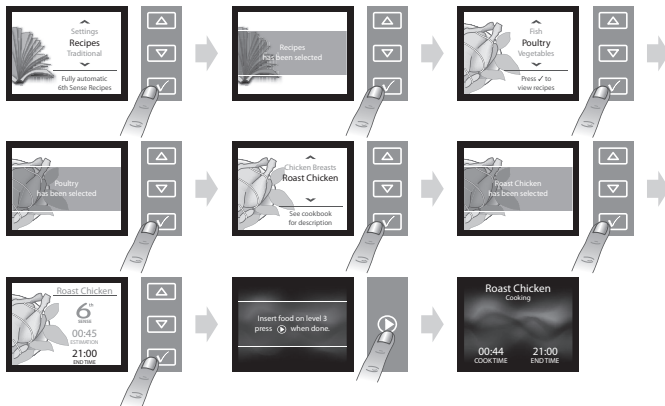 Settings
Recipes
Traditional
Fully automatic
6th Sense Recipes
Recipes
has been selected
Fish
Poultry
Vegetables
Press ✓ to
view recipes
Poultry
has been selected
Chicken Breasts
Roast Chicken
See cookbook
for description
Roast Chicken
has been selected
Roast Chicken
6th
SENSE
00:45
ESTIMATION
21:00
END TIME
Insert food on level 3
press when done.
Roast Chicken
Cooking
00:44 21:00
COOK TIME END TIME